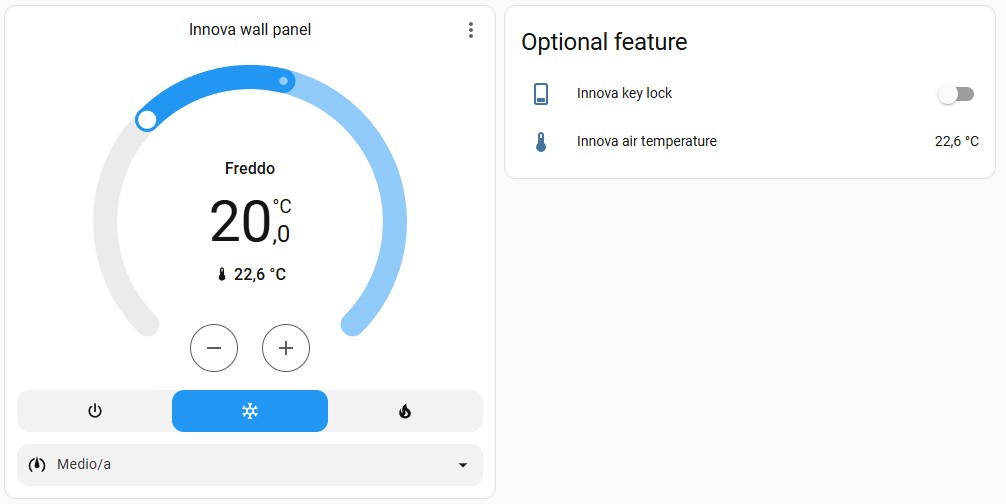 Innova wall panel
Freddo
20,0 °C
22,6 °C
Medio/a
Optional feature
Innova key lock
Innova air temperature 22,6 °C